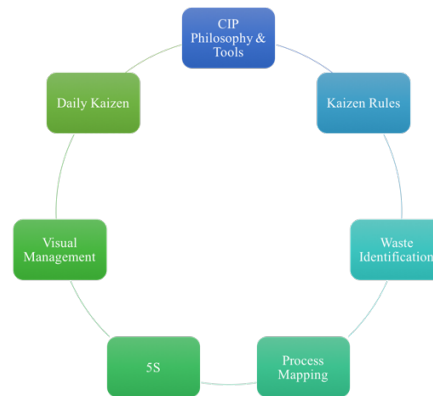 CIP
Philosophy &
Tools
Kaizen Rules
Waste
Identification
Process
Mapping
5S
Visual
Management
Daily Kaizen